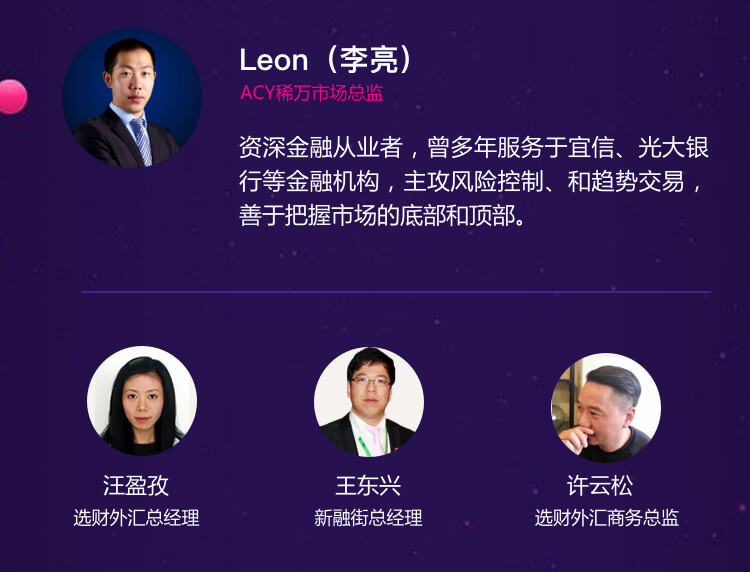 Leon（李亮）
ACY稀万市场总监
资深金融从业者，曾多年服务于宜信、光大银
行等金融机构，主攻风险控制、和趋势交易，
善于把握市场的底部和顶部。
汪盈孜 王东兴 许云松
选财外汇总经理 新融街总经理 选财外汇商务总监